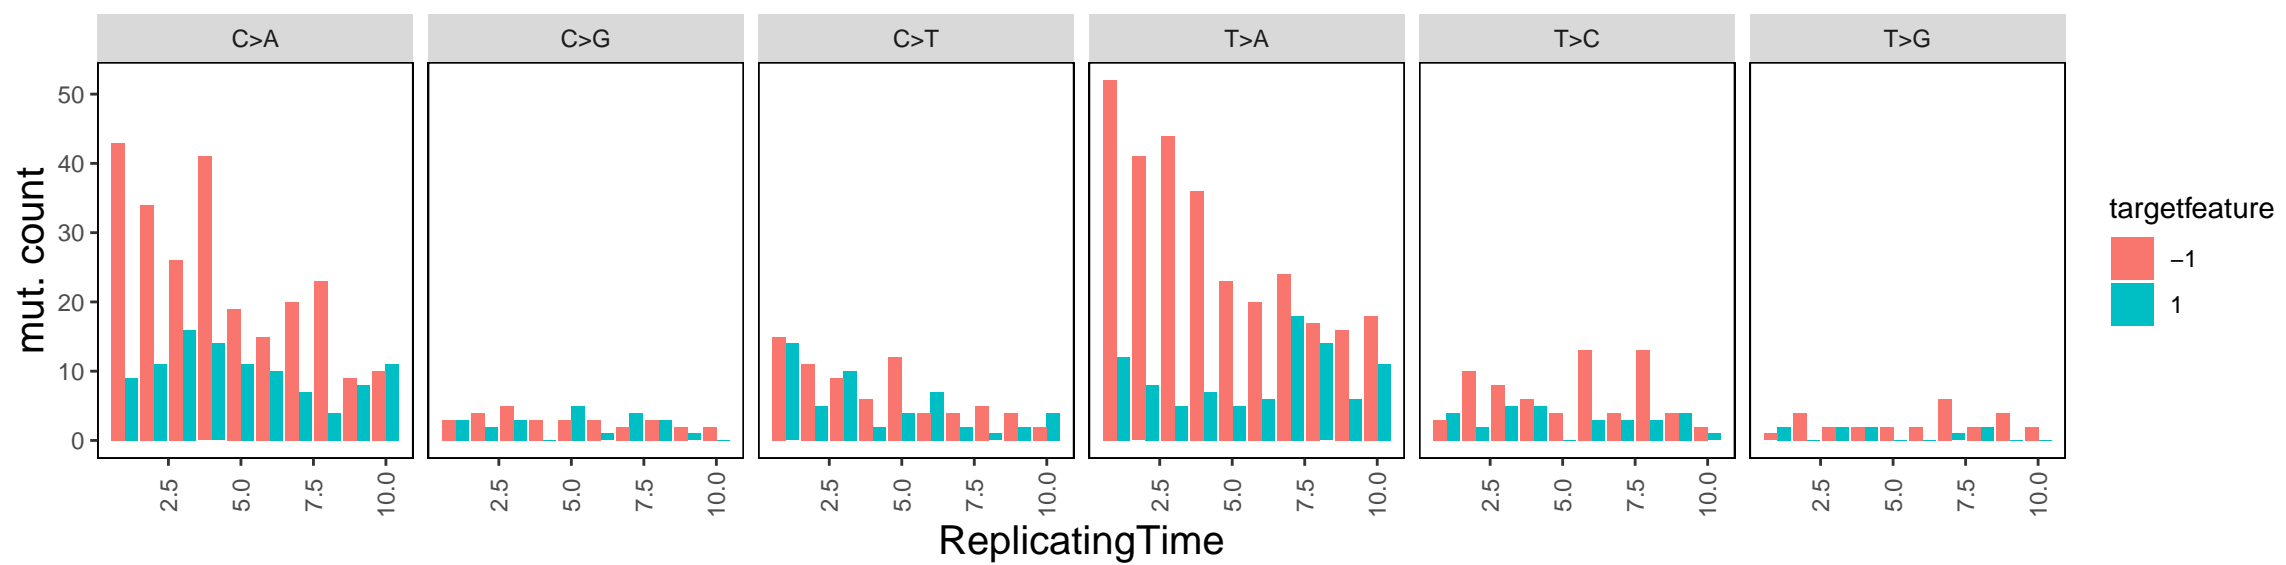 C>A C>G C>T T>A T>C T>G
mut. count
50
40
30
20
10
0
2.5 5.0 7.5 10.0 2.5 5.0 7.5 10.0 2.5 5.0 7.5 10.0 2.5 5.0 7.5 10.0 2.5 5.0 7.5 10.0 2.5 5.0 7.5 10.0
ReplicatingTime
targetfeature
−1
1